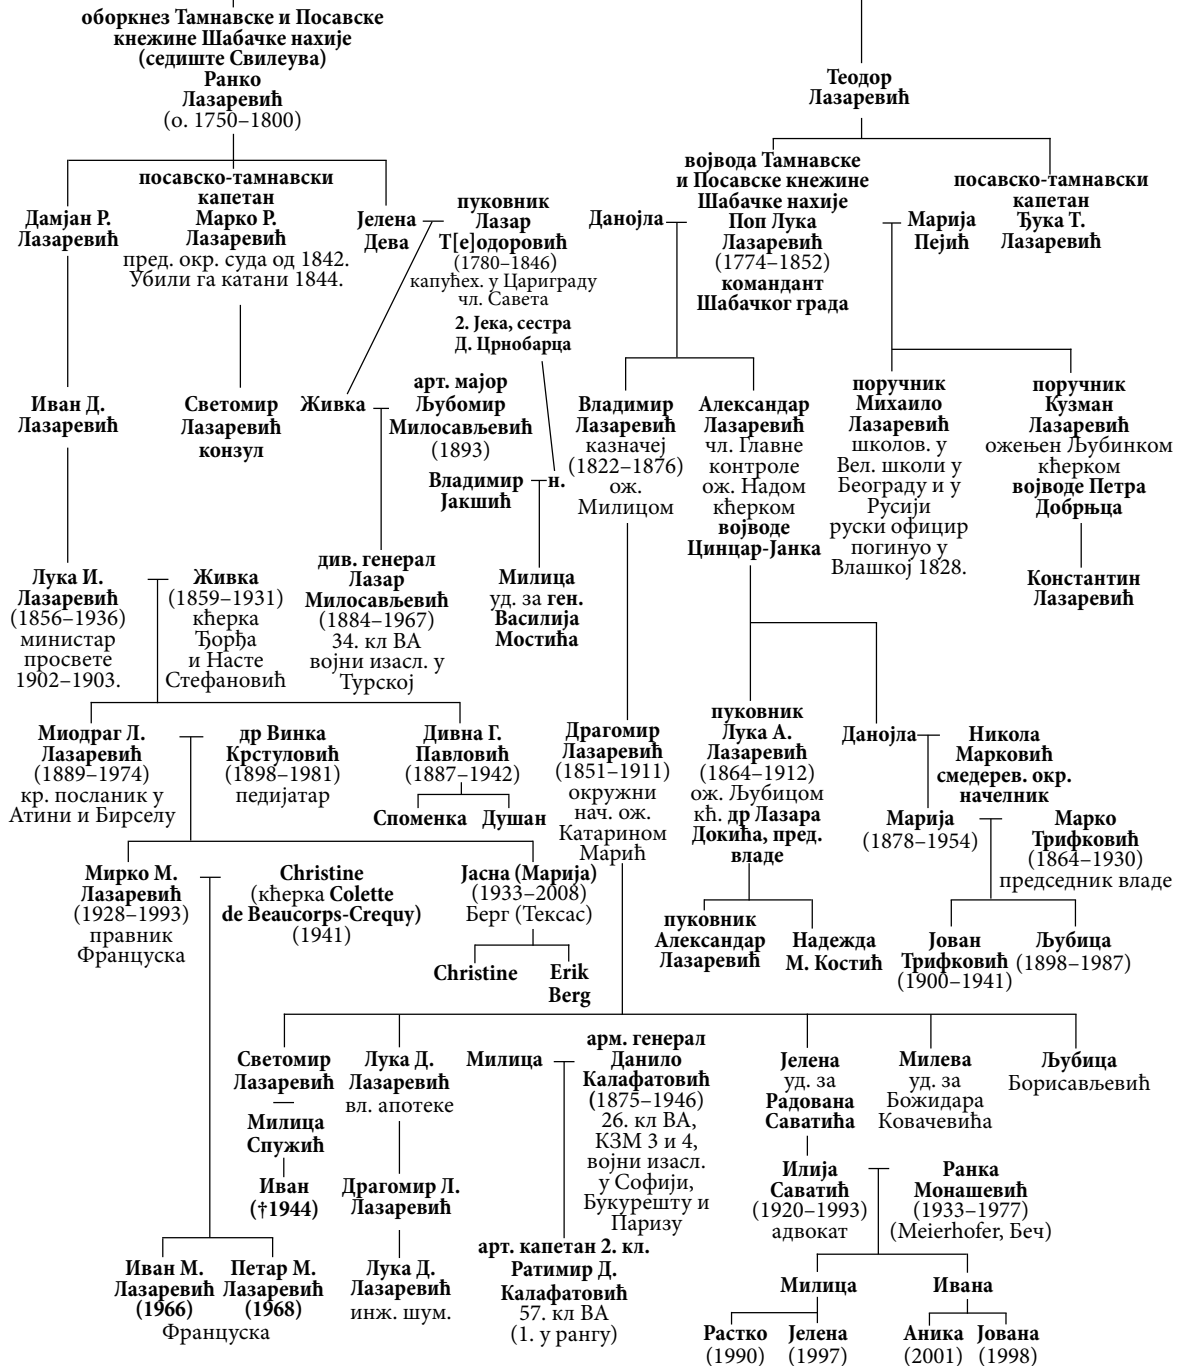 оборкнез Тамнавске и Посавске
кнежине Шабачке нахије
(седиште Свилеува)
Ранко
Лазаревић
(о. 1750–1800)
Теодор
Лазаревић
Дамјан Р.
Лазаревић
посавско-тамнавски
капетан
Марко Р.
Лазаревић
пред. окр. суда од 1842.
Убили га катани 1844.
Јелена
Дева
пуковник
Лазар
Т[е]одоровић
(1780–1846)
капућех. у Цариграду
чл. Савета
2. Јека, сестра
Д. Црнобарца
Данојла
војвода Тамнавске
и Посавске кнежине
Шабачке нахије
Поп Лука
Лазаревић
(1774–1852)
командант
Шабачког града
Марија
Пејић
посавско-тамнавски
капетан
Ђука Т.
Лазаревић
Иван Д.
Лазаревић
Светомир
Лазаревић
конзул
Живка
арт. мајор
Љубомир
Милосављевић
(1893)
Владимир
Јакшић
н.
Владимир
Лазаревић
казначеј
(1822–1876)
ож.
Милицом
Александар
Лазаревић
чл. Главне
контроле
ож. Надом
кћерком
војводе
Цинцар-Јанка
поручник
Михаило
Лазаревић
школов. у
Вел. школи у
Београду и у
Русији
руски официр
погинуо у
Влашкој 1828.
поручник
Кузман
Лазаревић
ожењен Љубинком
кћерком
војводе Петра
Добрњца
Константин
Лазаревић
Лука И.
Лазаревић
(1856–1936)
министар
просвете
1902–1903.
Живка
(1859–1931)
кћерка
Ђорђа
и Насте
Стефановић
див. генерал
Лазар
Милосављевић
(1884–1967)
34. кл ВА
војни изасл. у
Турској
Милица
уд. за ген.
Василија
Мостића
Миодраг Л.
Лазаревић
(1889–1974)
кр. посланик у
Атини и Бирселу
др Винка
Крстуловић
(1898–1981)
педијатар
Дивна Г.
Павловић
(1887–1942)
Споменка
Душан
Драгомир
Лазаревић
(1851–1911)
окружни
нач. ож.
Катарином
Марић
пуковник
Лука А.
Лазаревић
(1864–1912)
ож. Љубицом
кћ. др Лазара
Докића, пред.
владе
Данојла
Никола
Марковић
смедерев. окр.
начелник
Марија
(1878–1954)
Марко
Трифковић
(1864–1930)
председник владе
Мирко М.
Лазаревић
(1928–1993)
правник
Француска
Christine
(кћерка Colette
de Beaucorps-Crequy)
(1941)
Јасна (Марија)
(1933–2008)
Берг (Тексас)
Christine
Erik
Berg
пуковник
Александар
Лазаревић
Надежда
М. Костић
Јован
Трифковић
(1900–1941)
Љубица
(1898–1987)
Светомир
Лазаревић
—
Милица
Спужић
Иван
(†1944)
Лука Д.
Лазаревић
вл. апотеке
Драгомир Л.
Лазаревић
Лука Д.
Лазаревић
инж. шум.
Милица
арм. генерал
Данило
Калафатовић
(1875–1946)
26. кл ВА,
КЗМ 3 и 4,
војни изасл.
у Софији,
Букурешту и
Паризу
арт. капетан 2. кл.
Ратимир Д.
Калафатовић
57. кл ВА
(1. у рангу)
Јелена
уд. за
Радована
Саватића
Милева
уд. за
Божидара
Ковачевића
Љубица
Борисављевић
Илија
Саватић
(1920–1993)
адвокат
Ранка
Монашевић
(1933–1977)
(Meierhofer, Беч)
Иван М.
Лазаревић
(1966)
Петар М.
Лазаревић
(1968)
Француска
Милица
Ивана
Растко
(1990)
Јелена
(1997)
Аника
(2001)
Јована
(1998)